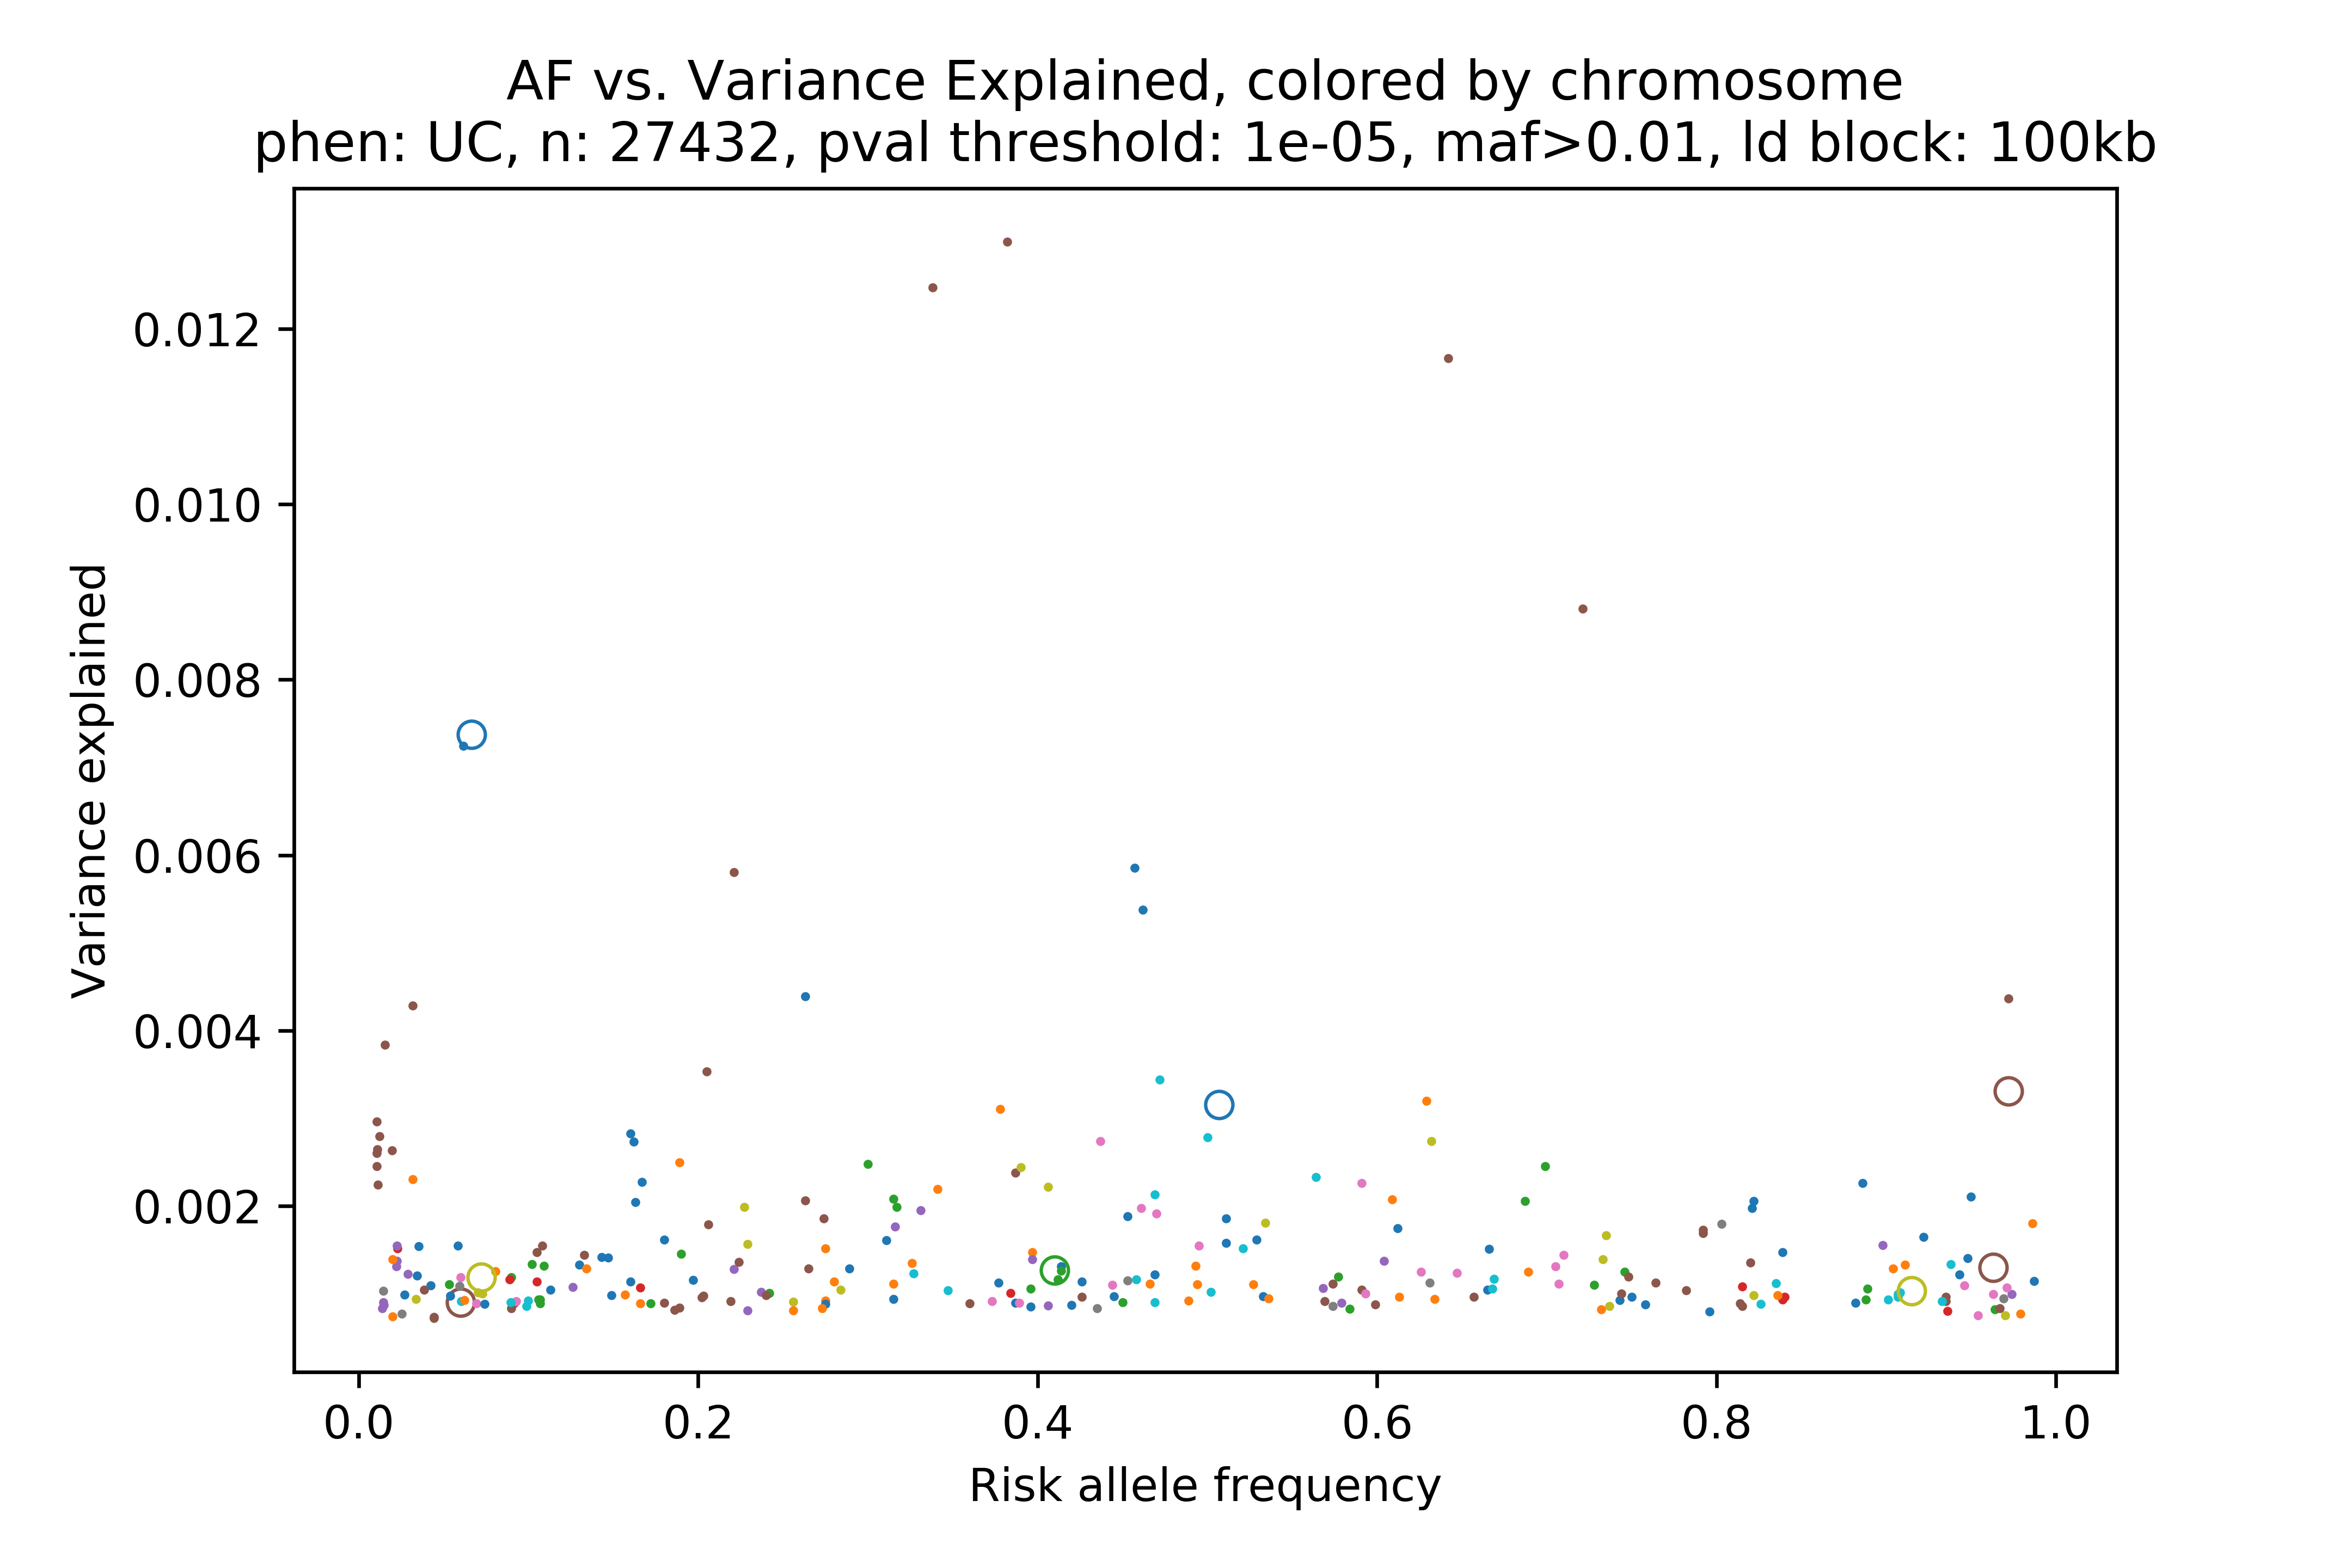 AF vs. Variance Explained, colored by chromosome
phen: UC, n: 27432, pval threshold: 1e-05, maf>0.01, ld block: 100kb
0.012
0.010
0.008
0.006
0.004
0.002
Variance explained
0.0 0.2 0.4 0.6 0.8 1.0
Risk allele frequency